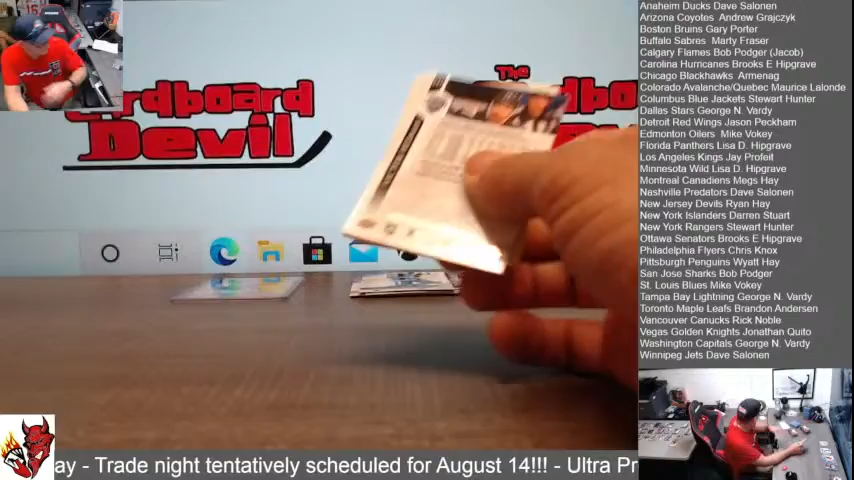 Anaheim Ducks Dave Salonen
Arizona Coyotes Andrew Grajczyk
Boston Bruins Gary Porter
Buffalo Sabres Marty Fraser
Calgary Flames Bob Podger (Jacob)
Carolina Hurricanes Brooks E Hipgrave
Chicago Blackhawks Armenag
Colorado Avalanche/Quebec Maurice Lalonde
Columbus Blue Jackets Stewart Hunter
Dallas Stars George N. Vardy
Detroit Red Wings Jason Peckham
Edmonton Oilers Mike Vokey
Florida Panthers Lisa D. Hipgrave
Los Angeles Kings Jay Profeit
Minnesota Wild Lisa D. Hipgrave
Montreal Canadiens Megs Hay
Nashville Predators Dave Salonen
New Jersey Devils Ryan Hay
New York Islanders Darren Stuart
New York Rangers Stewart Hunter
Ottawa Senators Brooks E Hipgrave
Philadelphia Flyers Chris Knox
Pittsburgh Penguins Wyatt Hay
San Jose Sharks Bob Podger
St. Louis Blues Mike Vokey
Tampa Bay Lightning George N. Vardy
Toronto Maple Leafs Brandon Andersen
Vancouver Canucks Rick Noble
Vegas Golden Knights Jonathan Quito
Washington Capitals George N. Vardy
Winnipeg Jets Dave Salonen
rdboard
Devil
The
dbo
De
ay - Trade night tentatively scheduled for August 14!!! - Ultra Pr